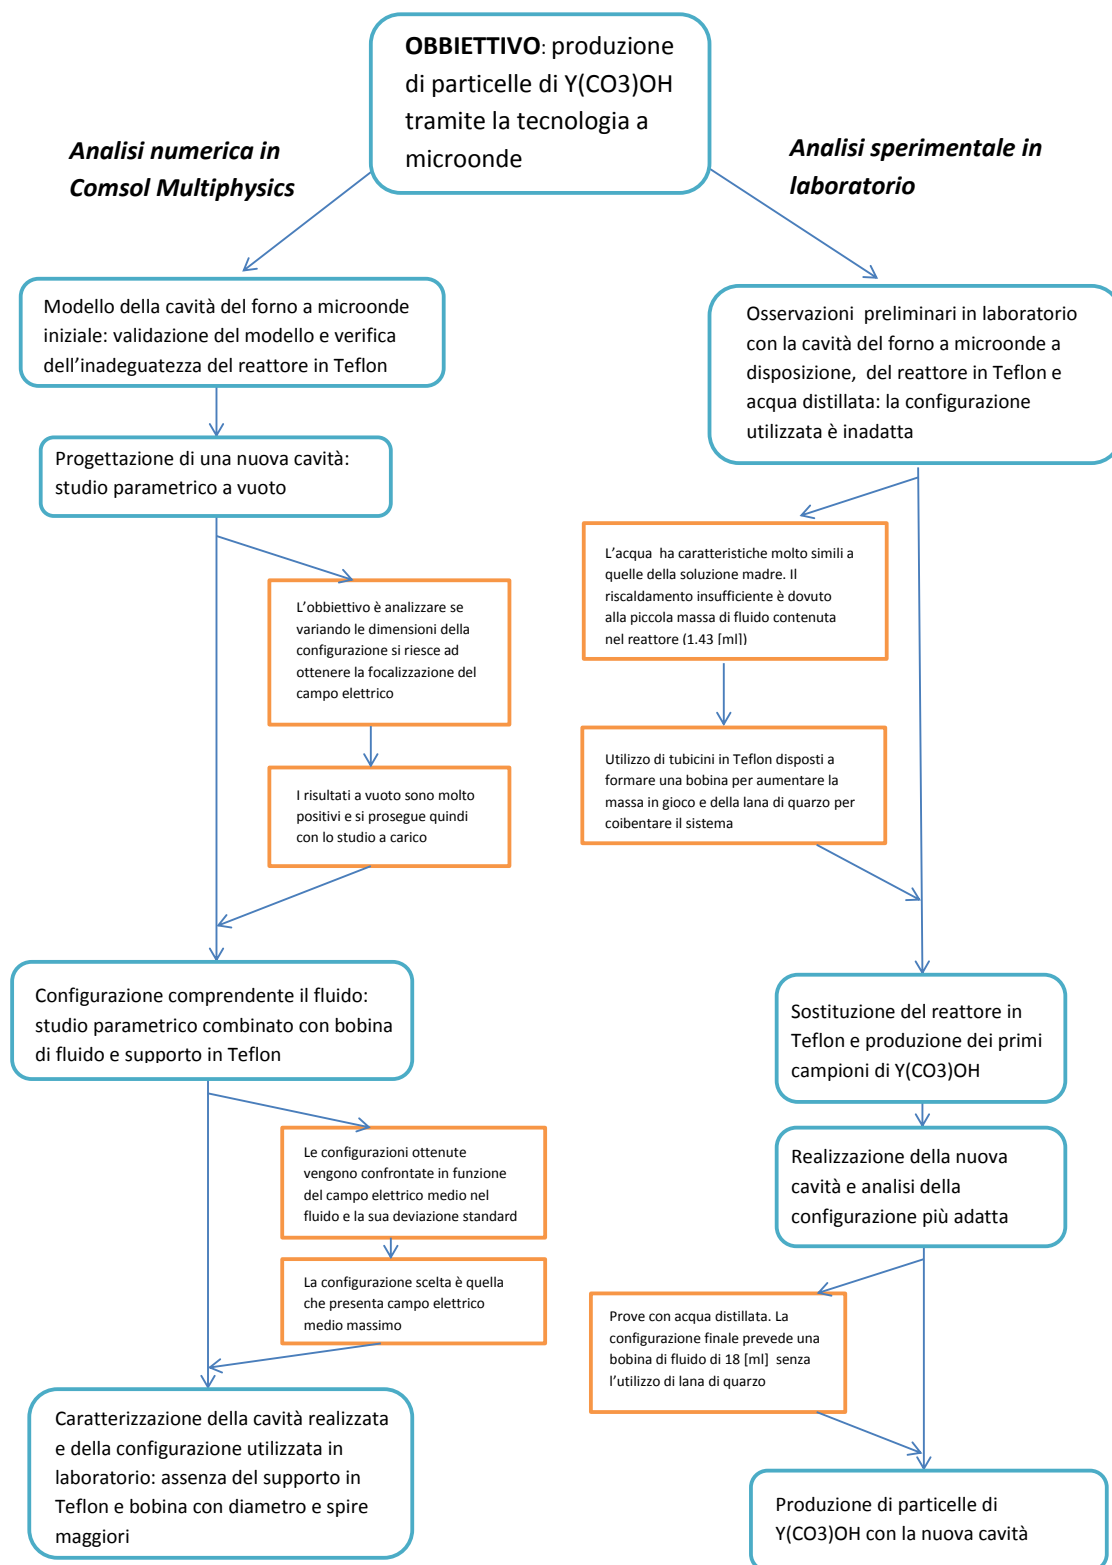 OBBIETTIVO: produzione
di particelle di Y(CO3)OH
tramite la tecnologia a
microonde
Analisi numerica in
Comsol Multiphysics
Analisi sperimentale in
laboratorio
Modello della cavità del forno a microonde
iniziale: validazione del modello e verifica
dell’inadeguatezza del reattore in Teflon
Progettazione di una nuova cavità:
studio parametrico a vuoto
L’obbiettivo è analizzare se
variando le dimensioni della
configurazione si riesce ad
ottenere la focalizzazione del
campo elettrico
I risultati a vuoto sono molto
positivi e si prosegue quindi
con lo studio a carico
Configurazione comprendente il fluido:
studio parametrico combinato con bobina
di fluido e supporto in Teflon
Le configurazioni ottenute
vengono confrontate in funzione
del campo elettrico medio nel
fluido e la sua deviazione standard
La configurazione scelta è quella
che presenta campo elettrico
medio massimo
Caratterizzazione della cavità realizzata
e della configurazione utilizzata in
laboratorio: assenza del supporto in
Teflon e bobina con diametro e spire
maggiori
Osservazioni preliminari in laboratorio
con la cavità del forno a microonde a
disposizione, del reattore in Teflon e
acqua distillata: la configurazione
utilizzata è inadatta
L’acqua ha caratteristiche molto simili a
quelle della soluzione madre. Il
riscaldamento insufficiente è dovuto
alla piccola massa di fluido contenuta
nel reattore (1.43 [ml])
Utilizzo di tubicini in Teflon disposti a
formare una bobina per aumentare la
massa in gioco e della lana di quarzo per
coibentare il sistema
Sostituzione del reattore in
Teflon e produzione dei primi
campioni di Y(CO3)OH
Realizzazione della nuova
cavità e analisi della
configurazione più adatta
Prove con acqua distillata. La
configurazione finale prevede una
bobina di fluido di 18 [ml] senza
l’utilizzo di lana di quarzo
Produzione di particelle di
Y(CO3)OH con la nuova cavità